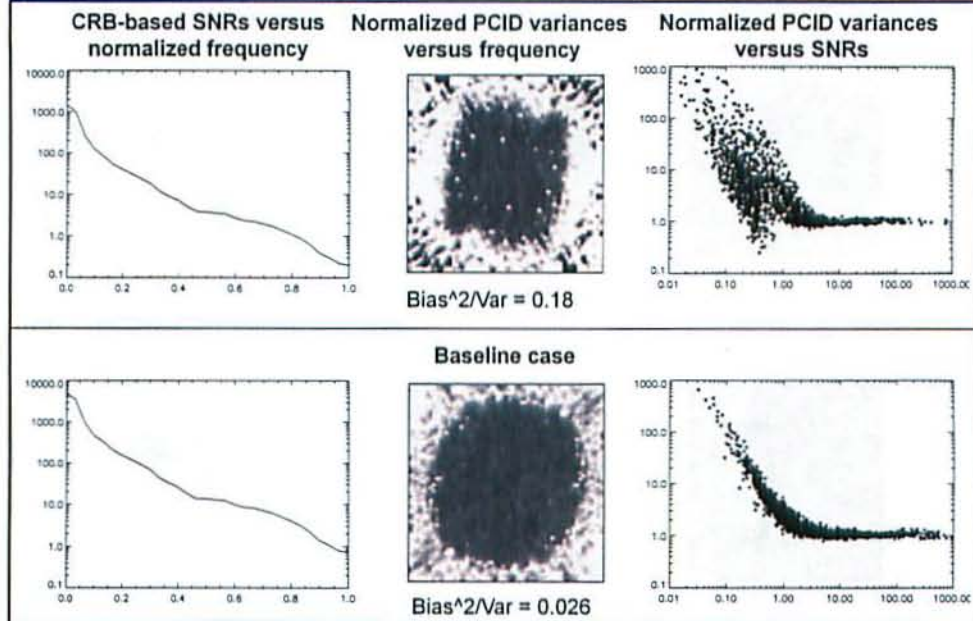 CRB-based SNRs versus normalized frequency
Normalized PCID variances versus frequency
Normalized PCID variances versus SNRs
10000.0
1000.0
100.0
10.0
1.0
0.1
0.0 0.2 0.4 0.6 0.8 1.0
Bias^2/Var = 0.18
1000.0
100.0
10.0
1.0
0.1
0.01 0.10 1.00 10.00 100.00 1000.00
Baseline case
10000.0
1000.0
100.0
10.0
1.0
0.1
0.0 0.2 0.4 0.6 0.8 1.0
Bias^2/Var = 0.026
1000.0
100.0
10.0
1.0
0.1
0.01 0.10 1.00 10.00 100.00 1000.00